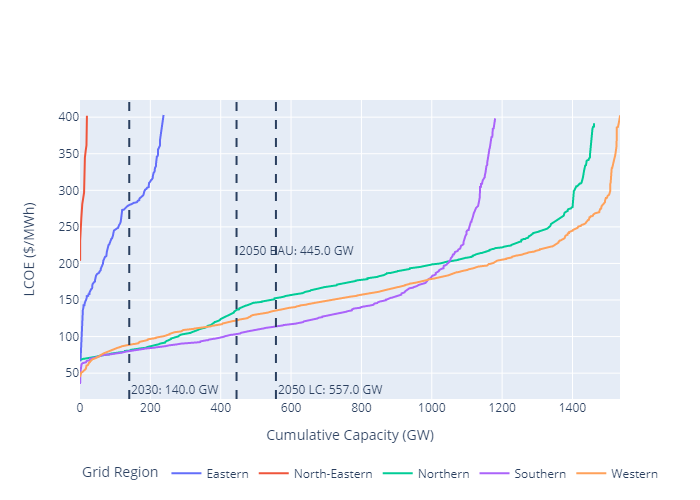 400
350
300
250
200
150
100
50
LCOE ($/MWh)
2050 BAU: 445.0 GW
2030: 140.0 GW
2050 LC: 557.0 GW
0 200 400 600 800 1000 1200 1400
Cumulative Capacity (GW)
Grid Region Eastern North-Eastern Northern Southern Western